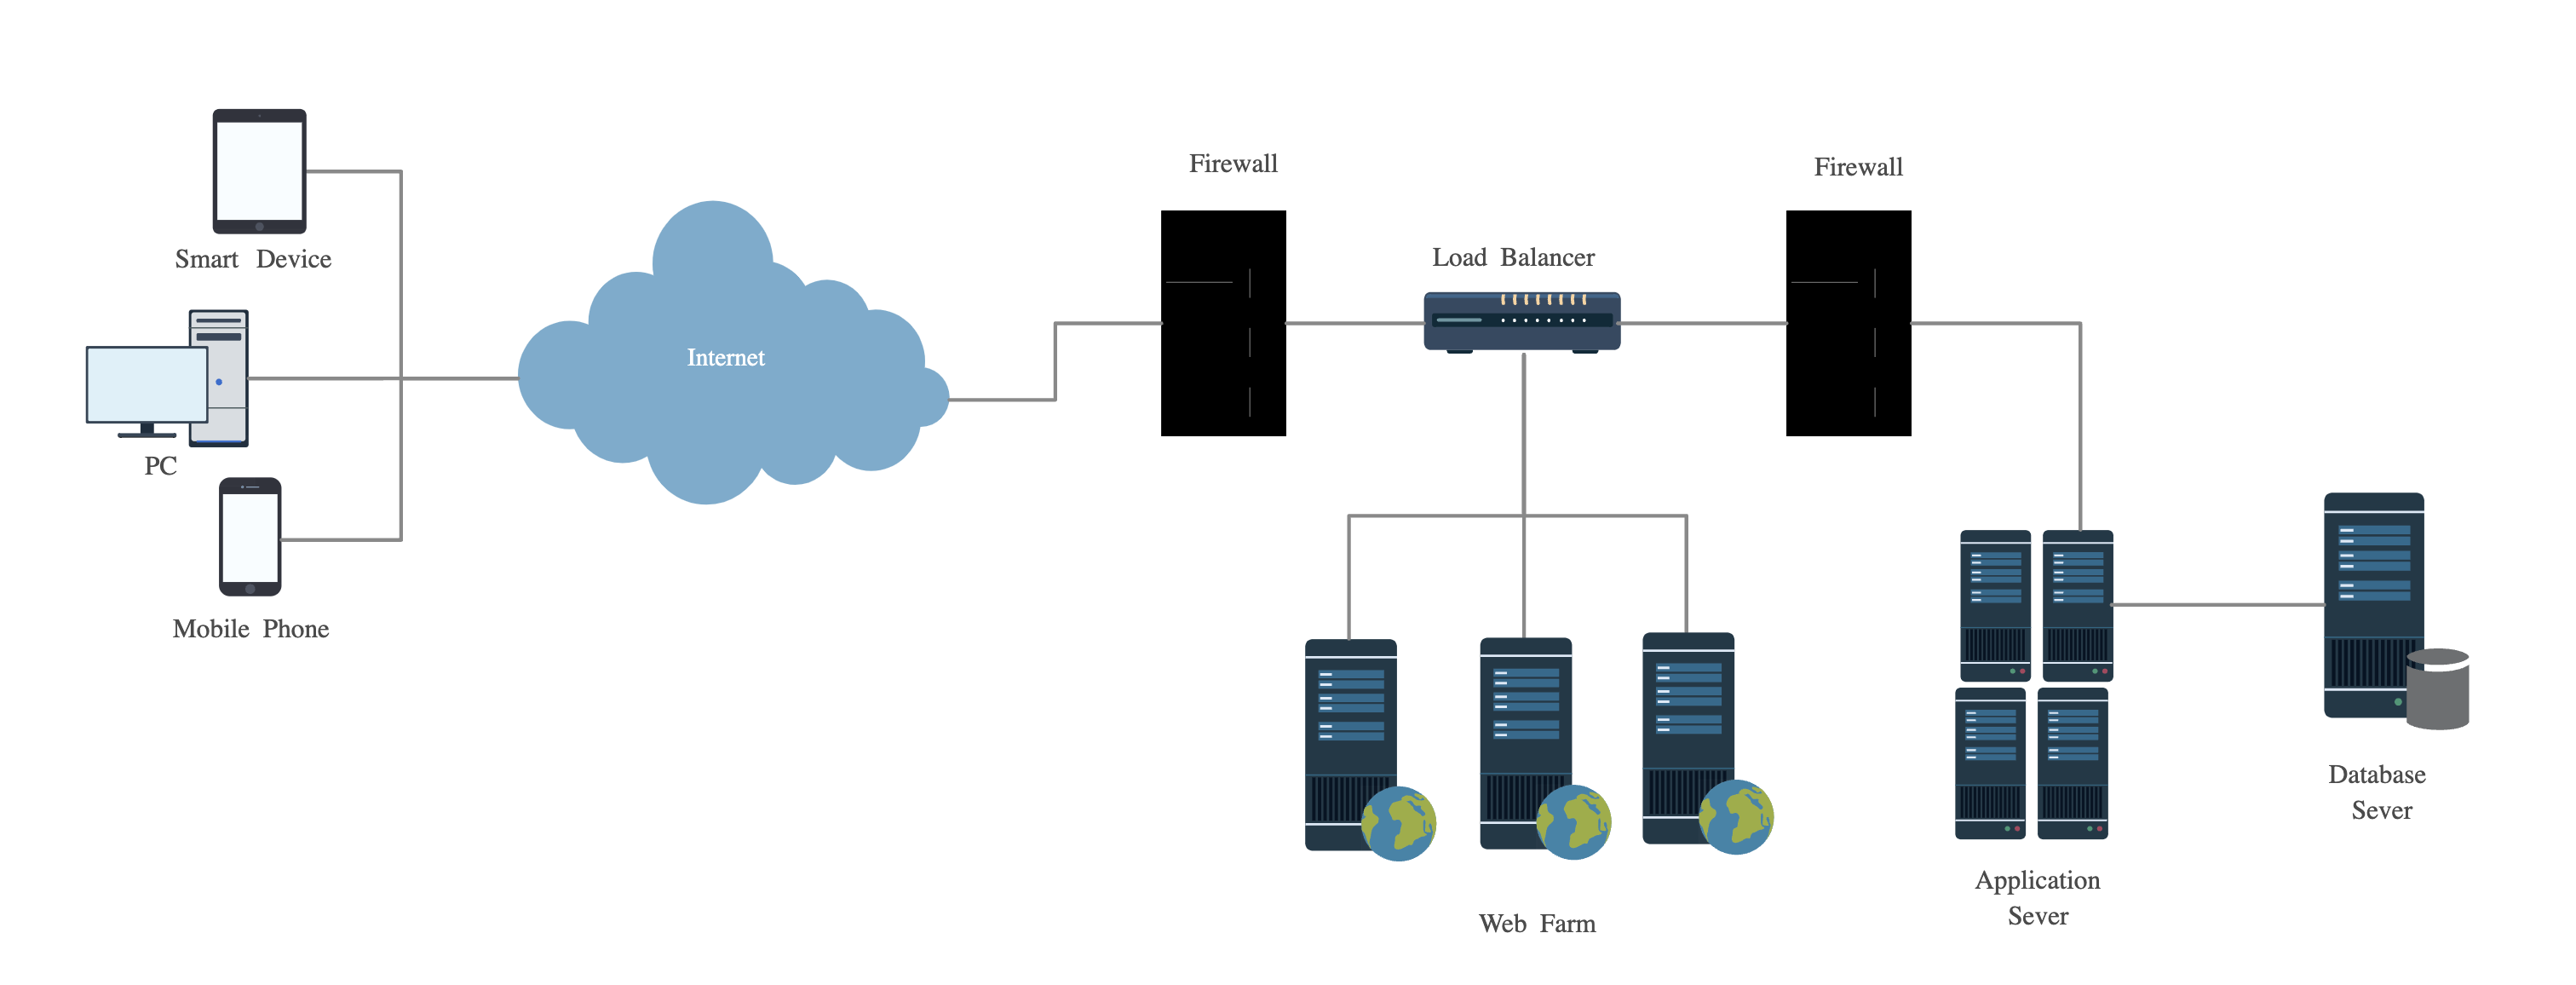 Smart Device
PC
Mobile Phone
Internet
Firewall
Load Balancer
Firewall
Web Farm
Application
Sever
Database
Sever